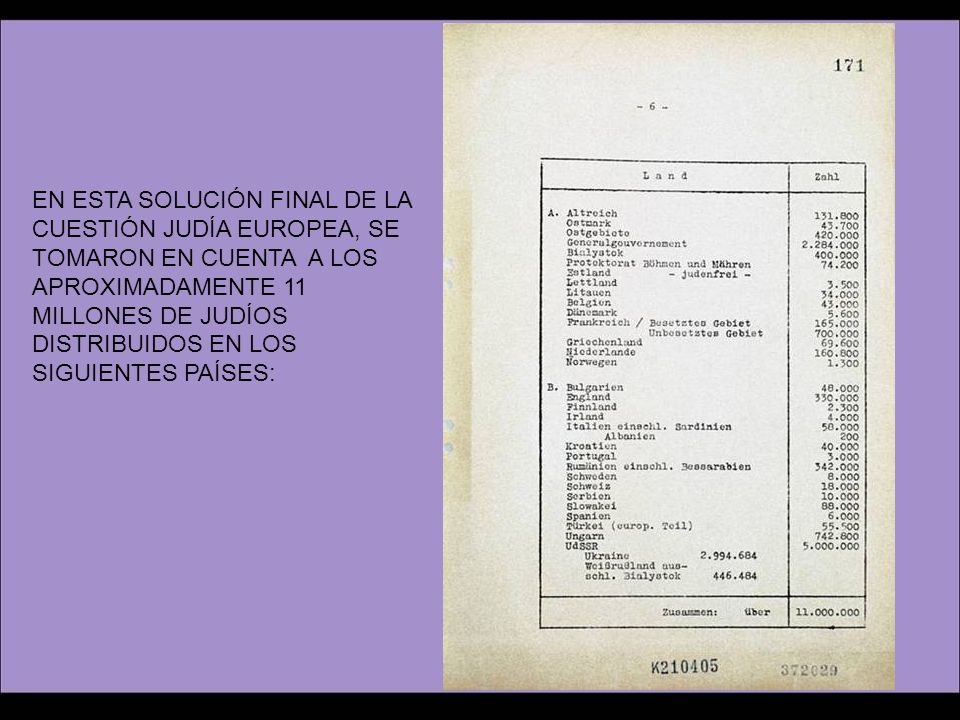 EN ESTA SOLUCIÓN FINAL DE LA
CUESTIÓN JUDÍA EUROPEA, SE
TOMARON EN CUENTA A LOS
APROXIMADAMENTE 11
MILLONES DE JUDÍOS
DISTRIBUIDOS EN LOS
SIGUIENTES PAÍSES:
171
- 6 -
Land Zahl
A. Altreich 131.800
Ostmark 43.700
Ostgebiete 420.000
Generalgouvernement 2.284.000
Bialystok 400.000
Protektorat Böhmen und Mähren 74.200
Estland - judenfrei -
Lettland 3.500
Litauen 34.000
Belgien 43.000
Dänemark 5.600
Frankreich / Besetztes Gebiet 165.000
Unbesetztes Gebiet 700.000
Griechenland 69.600
Niederlande 160.800
Norwegen 1.300
B. Bulgarien 48.000
England 330.000
Finnland 2.300
Irland 4.000
Italien einschl. Sardinien 58.000
Albanien 200
Kroatien 40.000
Portugal 3.000
Rumänien einschl. Bessarabien 342.000
Schweden 8.000
Schweiz 18.000
Serbien 10.000
Slowakei 88.000
Spanien 6.000
Türkei (europ. Teil) 55.500
Ungarn 742.800
UdSSR 5.000.000
Ukraine 2.994.684
Weißrußland aus-
schl. Bialystok 446.484
Zusammen: über 11.000.000
K210405 372029